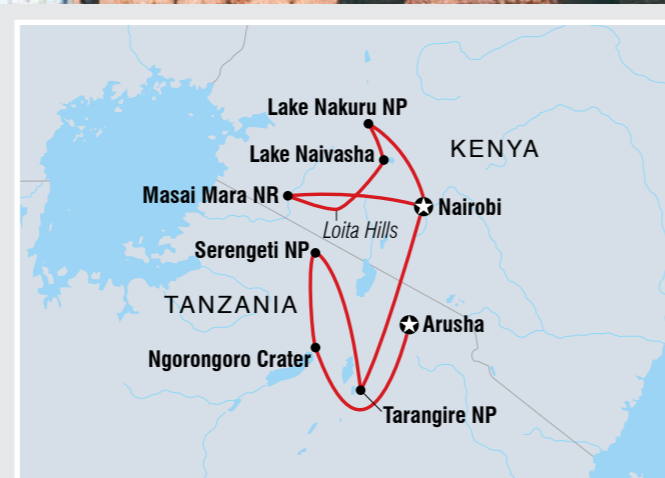 Lake Nakuru NP
KENYA
Lake Naivasha
Masai Mara NR
Nairobi
Loita Hills
Serengeti NP
TANZANIA
Arusha
Ngorongoro Crater
Tarangire NP